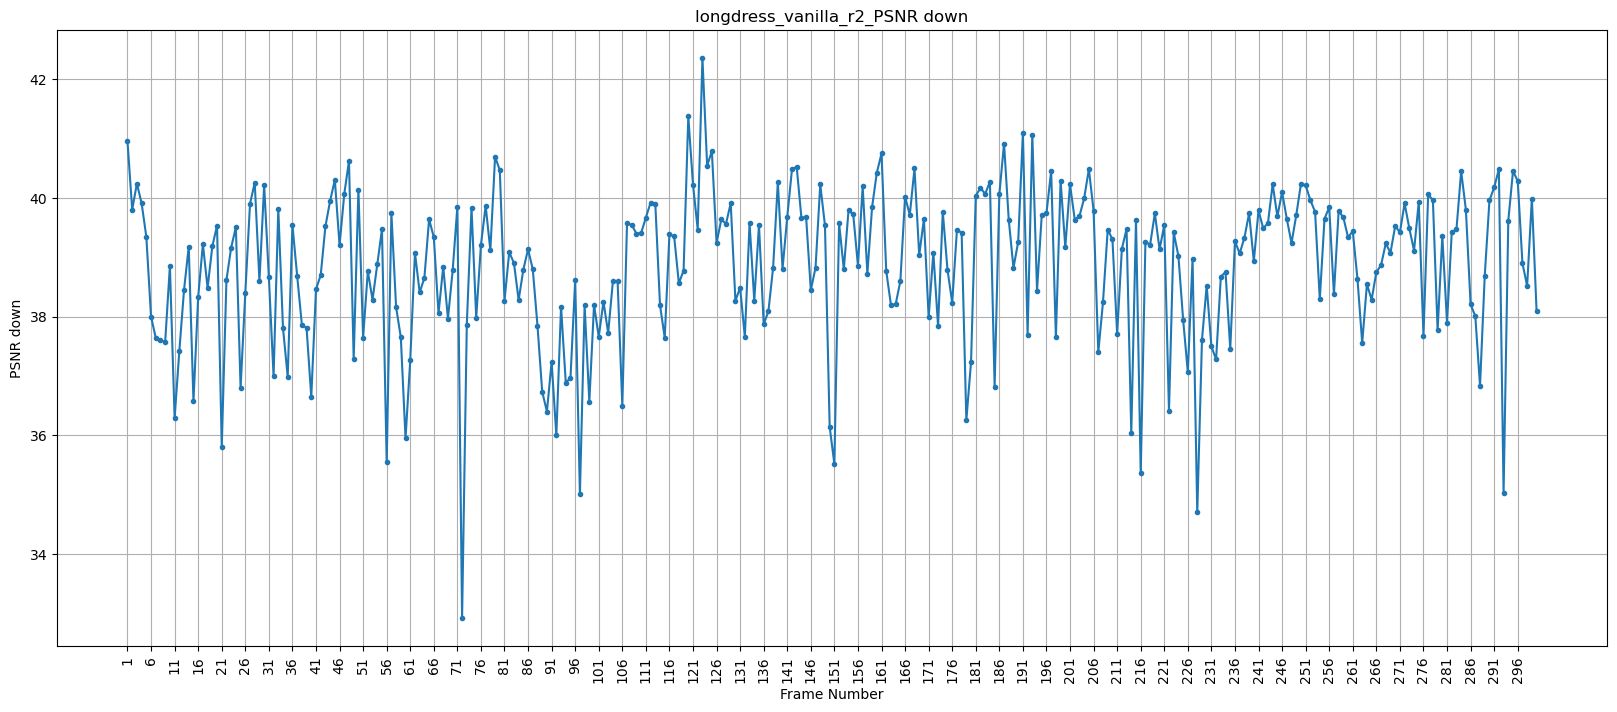 longdress_vanilla_r2_PSNR down
PSNR down
42
40
38
36
34
1 6 11 16 21 26 31 36 41 46 51 56 61 66 71 76 81 86 91 96 101 106 111 116 121 126 131 136 141 146 151 156 161 166 171 176 181 186 191 196 201 206 211 216 221 226 231 236 241 246 251 256 261 266 271 276 281 286 291 296
Frame Number